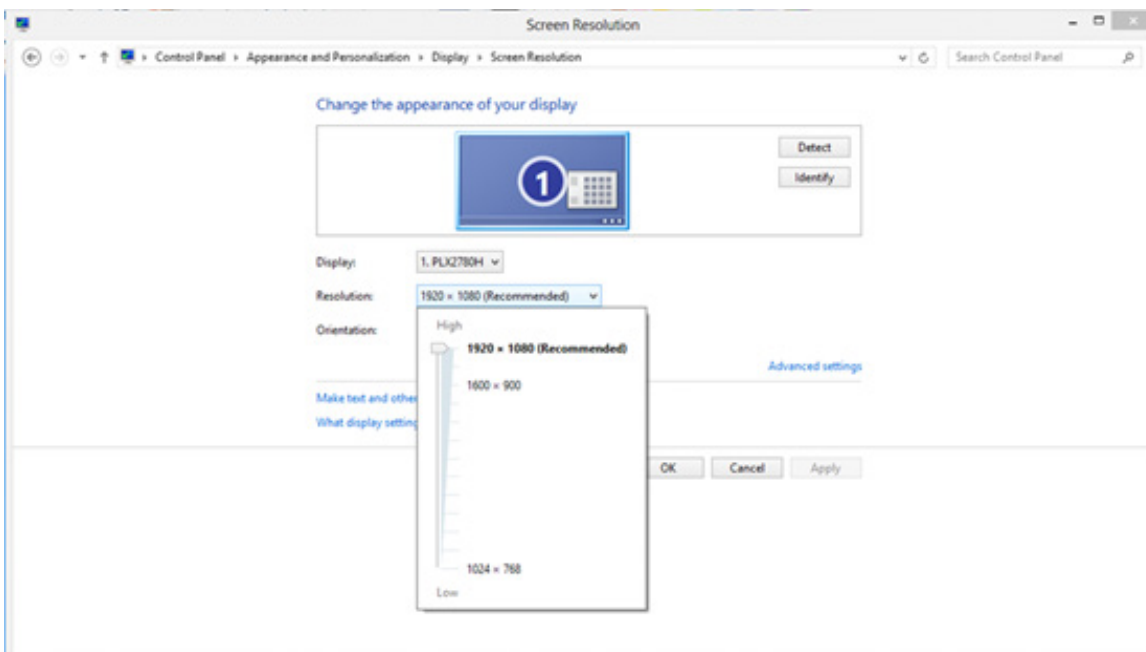 Screen Resolution
Control Panel Appearance and Personalization Display Screen Resolution Search Control Panel
Change the appearance of your display
1
Detect
Identify
Display: 1. PLX2780H
Resolution: 1920 × 1080 (Recommended)
Orientation:
High
1920 × 1080 (Recommended)
Advanced settings
1600 × 900
Make text and other
What display setting
OK Cancel Apply
1024 × 768
Low